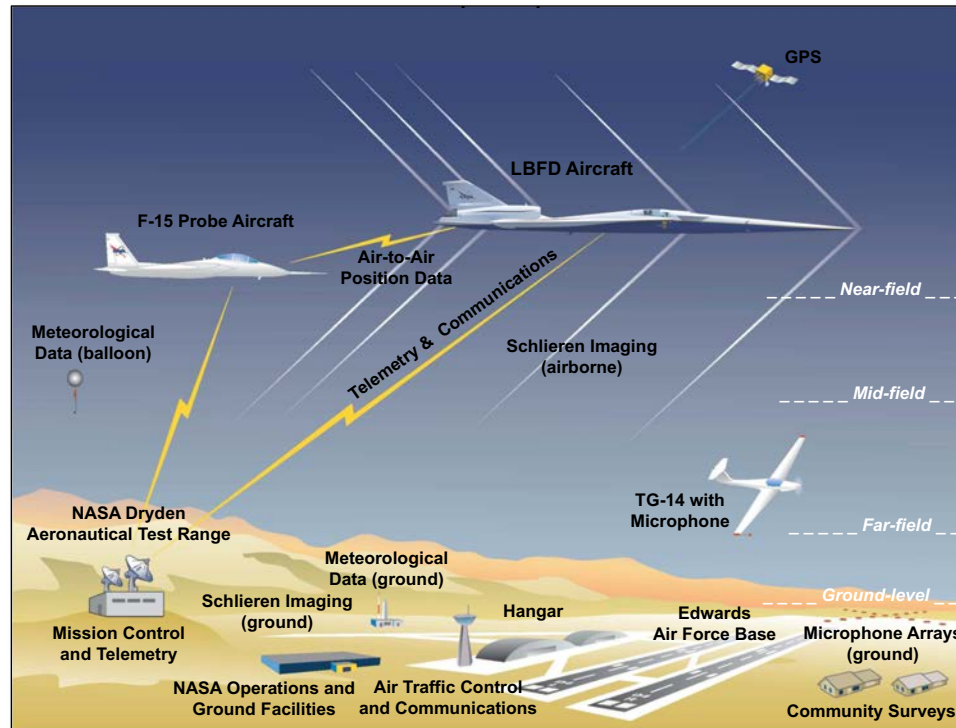 GPS
LBFD Aircraft
F-15 Probe Aircraft
Air-to-Air
Position Data
Near-field
Meteorological
Data (balloon)
Telemetry & Communications
Schlieren Imaging
(airborne)
Mid-field
TG-14 with
Microphone
NASA Dryden
Aeronautical Test Range
Far-field
Meteorological
Data (ground)
Schlieren Imaging
(ground)
Ground-level
Hangar
Edwards
Air Force Base
Mission Control
and Telemetry
Microphone Arrays
(ground)
NASA Operations and
Ground Facilities
Air Traffic Control
and Communications
Community Surveys